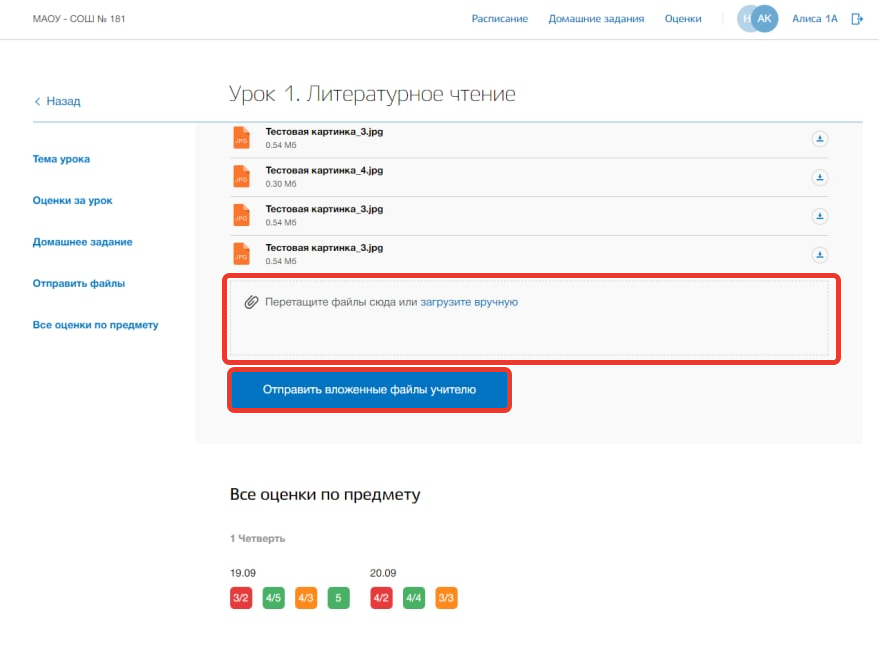 МАОУ - СОШ № 181
Расписание Домашние задания Оценки Н АК Алиса 1А
Назад
Урок 1. Литературное чтение
Тема урока
Оценки за урок
Домашнее задание
Отправить файлы
Все оценки по предмету
JPG Тестовая картинка_3.jpg
0.54 Мб
JPG Тестовая картинка_4.jpg
0.30 Мб
JPG Тестовая картинка_3.jpg
0.54 Мб
JPG Тестовая картинка_3.jpg
0.54 Мб
Перетащите файлы сюда или загрузите вручную
Отправить вложенные файлы учителю
Все оценки по предмету
1 Четверть
19.09 20.09
3/2 4/5 4/3 5 4/2 4/4 3/3